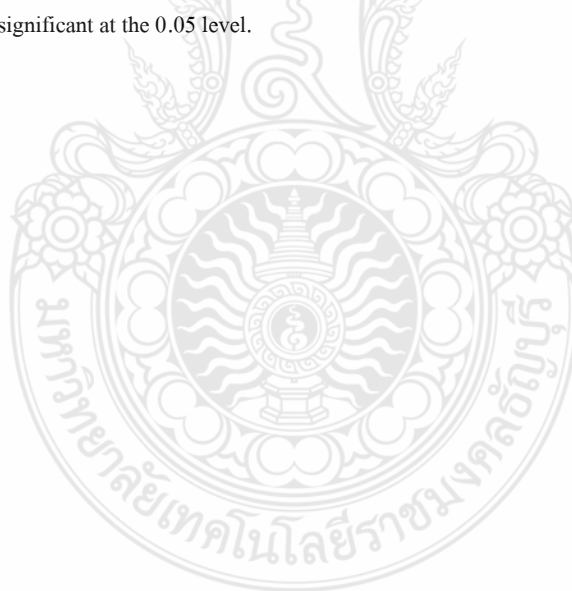 significant at the 0.05 level.
มหาวิทยาลัยเทคโนโลยีราชมงคลธัญบุรี